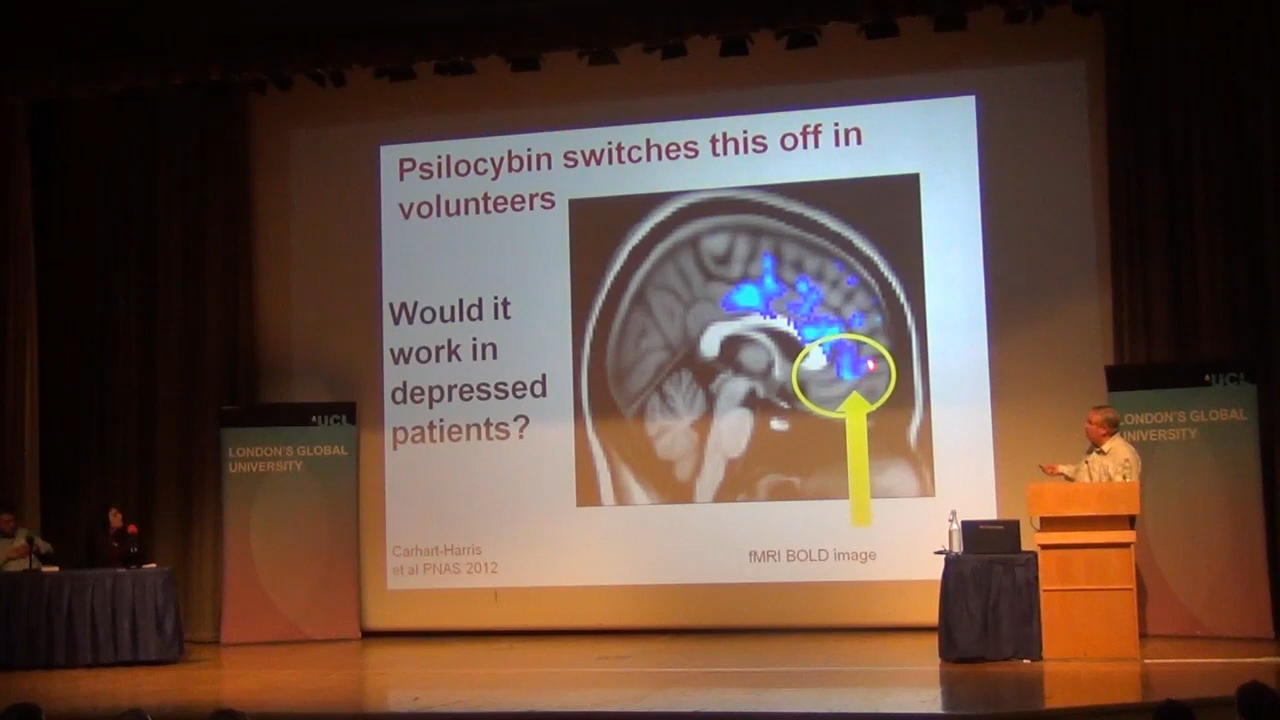 Psilocybin switches this off in
volunteers
Would it
work in
depressed
patients?
Carhart-Harris
et al PNAS 2012
fMRI BOLD image
UCL
LONDON'S GLOBAL
UNIVERSITY
UCL
LONDON'S GLOBAL
UNIVERSITY